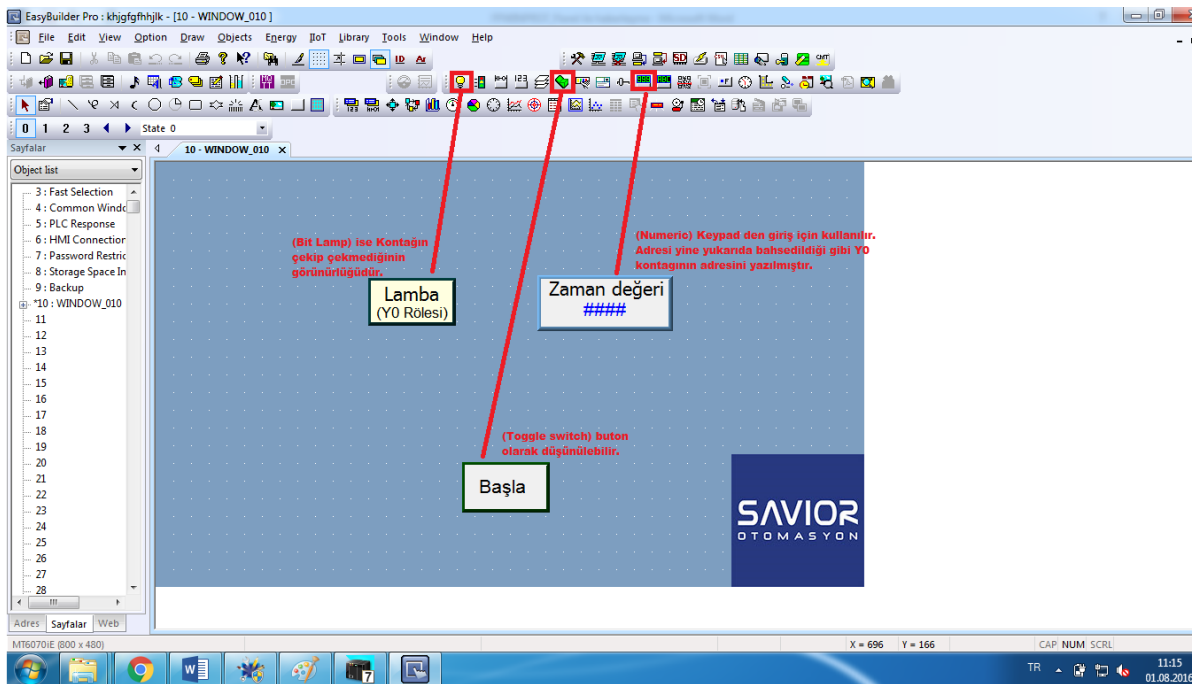 EasyBuilder Pro : khjgfgfhhjlk - [10 - WINDOW_010 ]
File Edit View Option Draw Objects Energy IIoT Library Tools Window Help
0 1 2 3 State 0
Sayfalar
10 - WINDOW_010
Object list
3 : Fast Selection
4 : Common Windo
5 : PLC Response
6 : HMI Connection
7 : Password Restric
8 : Storage Space In
9 : Backup
*10 : WINDOW_010
11
12
13
14
15
16
17
18
19
20
21
22
23
24
25
26
27
28
(Bit Lamp) ise Kontağın
çekip çekmediğinin
görünürlüğüdür.
Lamba
(Y0 Rölesi)
(Numeric) Keypad den giriş için kullanılır.
Adresi yine yukarıda bahsedildiği gibi Y0
kontagının adresini yazılmıştır.
Zaman değeri
####
(Toggle switch) buton
olarak düşünülebilir.
Başla
SAVIOR
OTOMASYON
Adres Sayfalar Web
MT6070iE (800 x 480) X = 696 Y = 166 CAP NUM SCRL
TR 11:15
01.08.2016